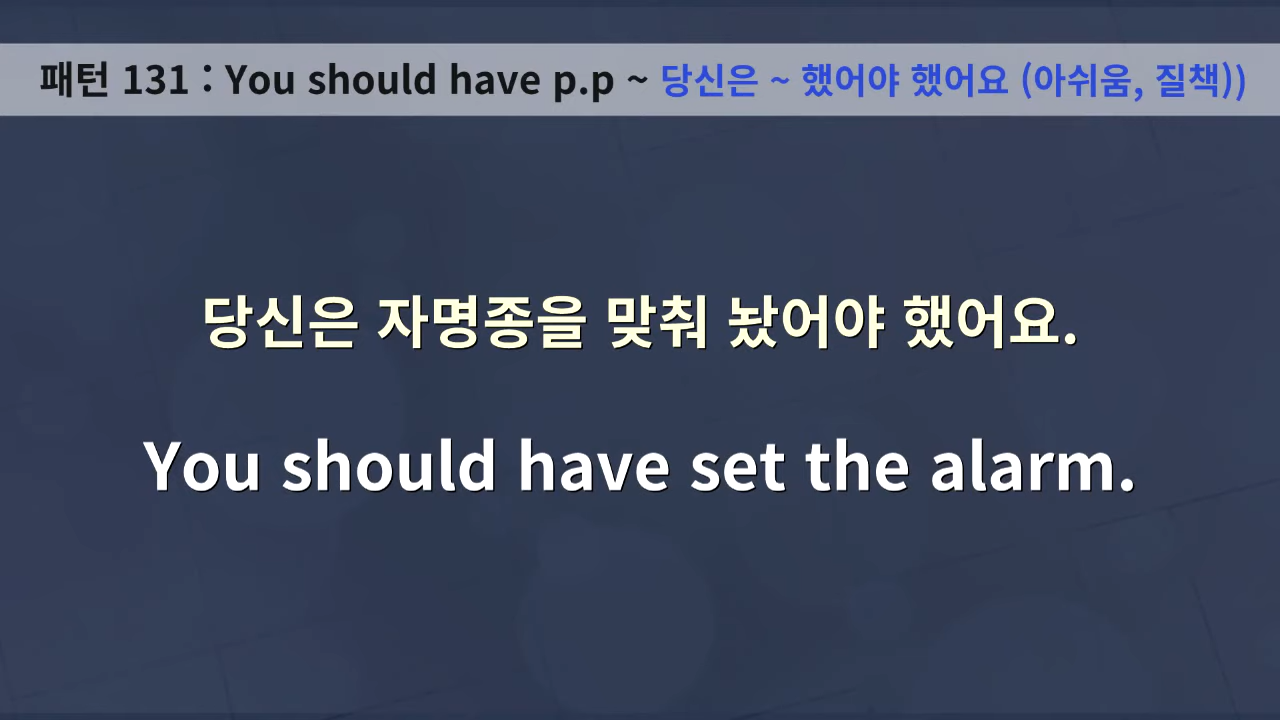 패턴 131 : You should have p.p ~ 당신은 ~ 했어야 했어요 (아쉬움, 질책))
당신은 자명종을 맞춰 놨어야 했어요.
You should have set the alarm.